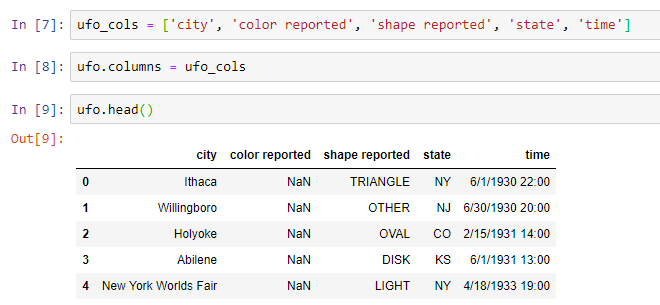 In [7]: ufo_cols = ['city', 'color reported', 'shape reported', 'state', 'time']
In [8]: ufo.columns = ufo_cols
In [9]: ufo.head()
Out[9]:
city color reported shape reported state time
0 Ithaca NaN TRIANGLE NY 6/1/1930 22:00
1 Willingboro NaN OTHER NJ 6/30/1930 20:00
2 Holyoke NaN OVAL CO 2/15/1931 14:00
3 Abilene NaN DISK KS 6/1/1931 13:00
4 New York Worlds Fair NaN LIGHT NY 4/18/1933 19:00